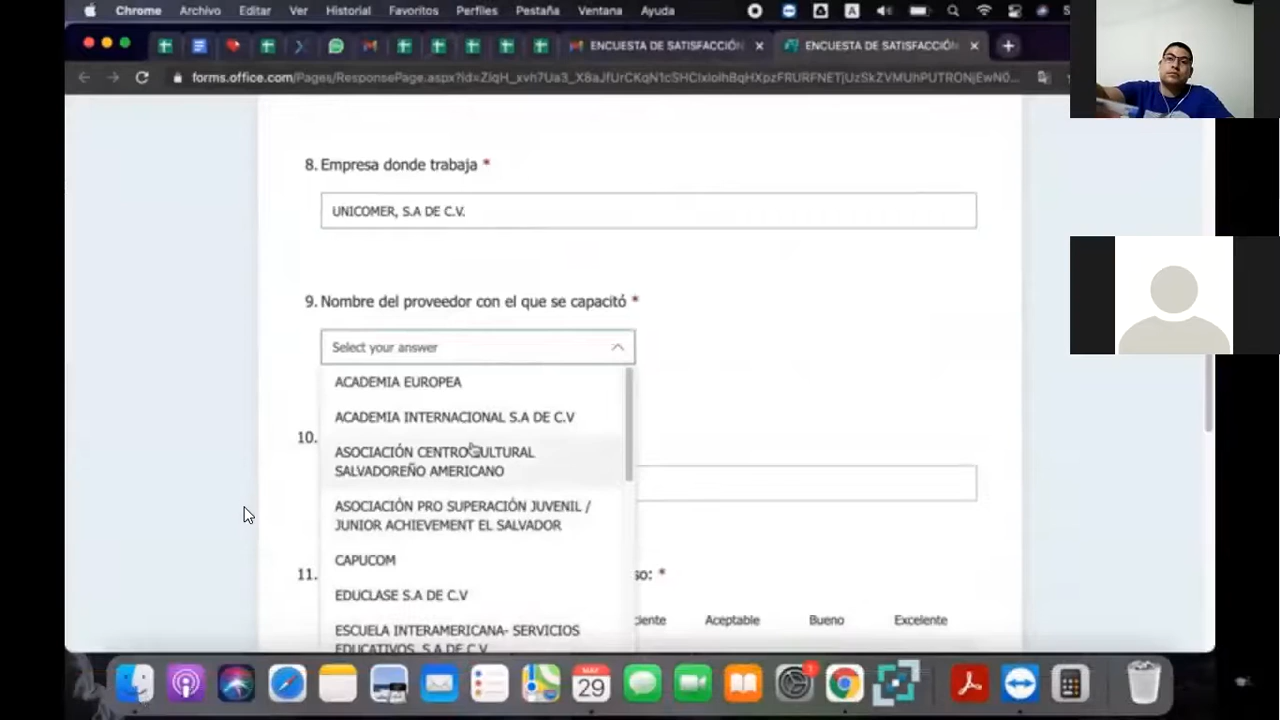 Chrome Archivo Editar Ver Historial Favoritos Perfiles Pestaña Ventana Ayuda
ENCUESTA DE SATISFACCIÓN ENCUESTA DE SATISFACCIÓN
8. Empresa donde trabaja *
UNICOMER, S.A DE C.V.
9. Nombre del proveedor con el que se capacitó *
Select your answer
ACADEMIA EUROPEA
ACADEMIA INTERNACIONAL S.A DE C.V
10.
ASOCIACIÓN CENTRO CULTURAL
SALVADOREÑO AMERICANO
ASOCIACIÓN PRO SUPERACIÓN JUVENIL /
JUNIOR ACHIEVEMENT EL SALVADOR
CAPUCOM
11. so: *
EDUCLASE S.A DE C.V
ciente Aceptable Bueno Excelente
ESCUELA INTERAMERICANA- SERVICIOS
EDUCATIVOS, S.A DE C.V
29